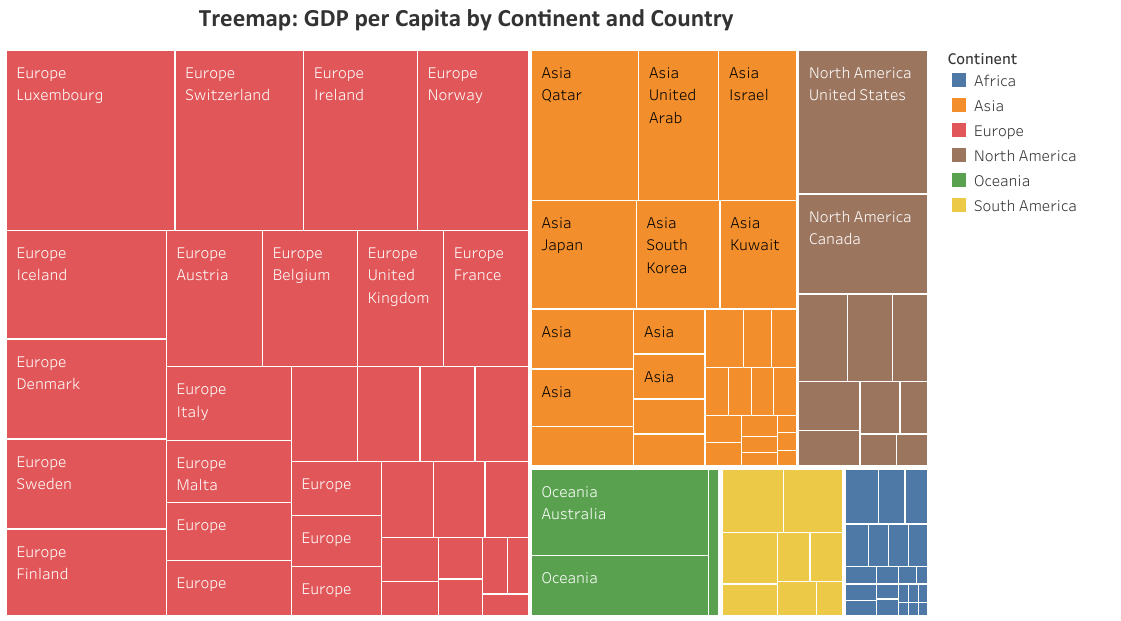 Treemap: GDP per Capita by Continent and Country
Europe
Luxembourg
Europe
Switzerland
Europe
Ireland
Europe
Norway
Europe
Iceland
Europe
Denmark
Europe
Sweden
Europe
Finland
Europe
Austria
Europe
Belgium
Europe
United
Kingdom
Europe
France
Europe
Italy
Europe
Malta
Europe
Europe
Europe
Europe
Europe
Asia
Qatar
Asia
United
Arab
Asia
Israel
Asia
Japan
Asia
South
Korea
Asia
Kuwait
Asia
Asia
Asia
Asia
North America
United States
North America
Canada
Oceania
Australia
Oceania
Continent
Africa
Asia
Europe
North America
Oceania
South America